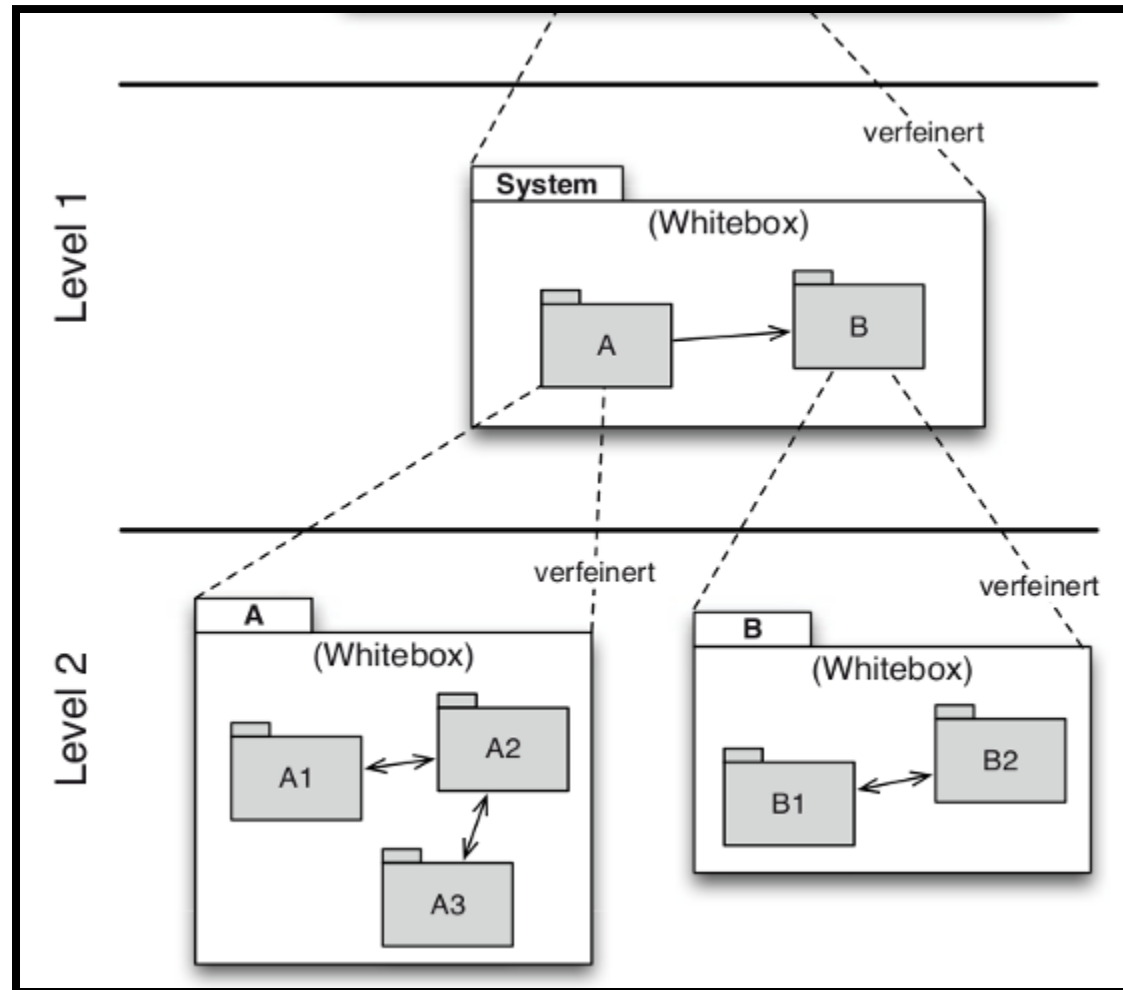 verfeinert
Level 1
System
(Whitebox)
A
B
verfeinert
verfeinert
Level 2
A
(Whitebox)
A1
A2
A3
B
(Whitebox)
B1
B2